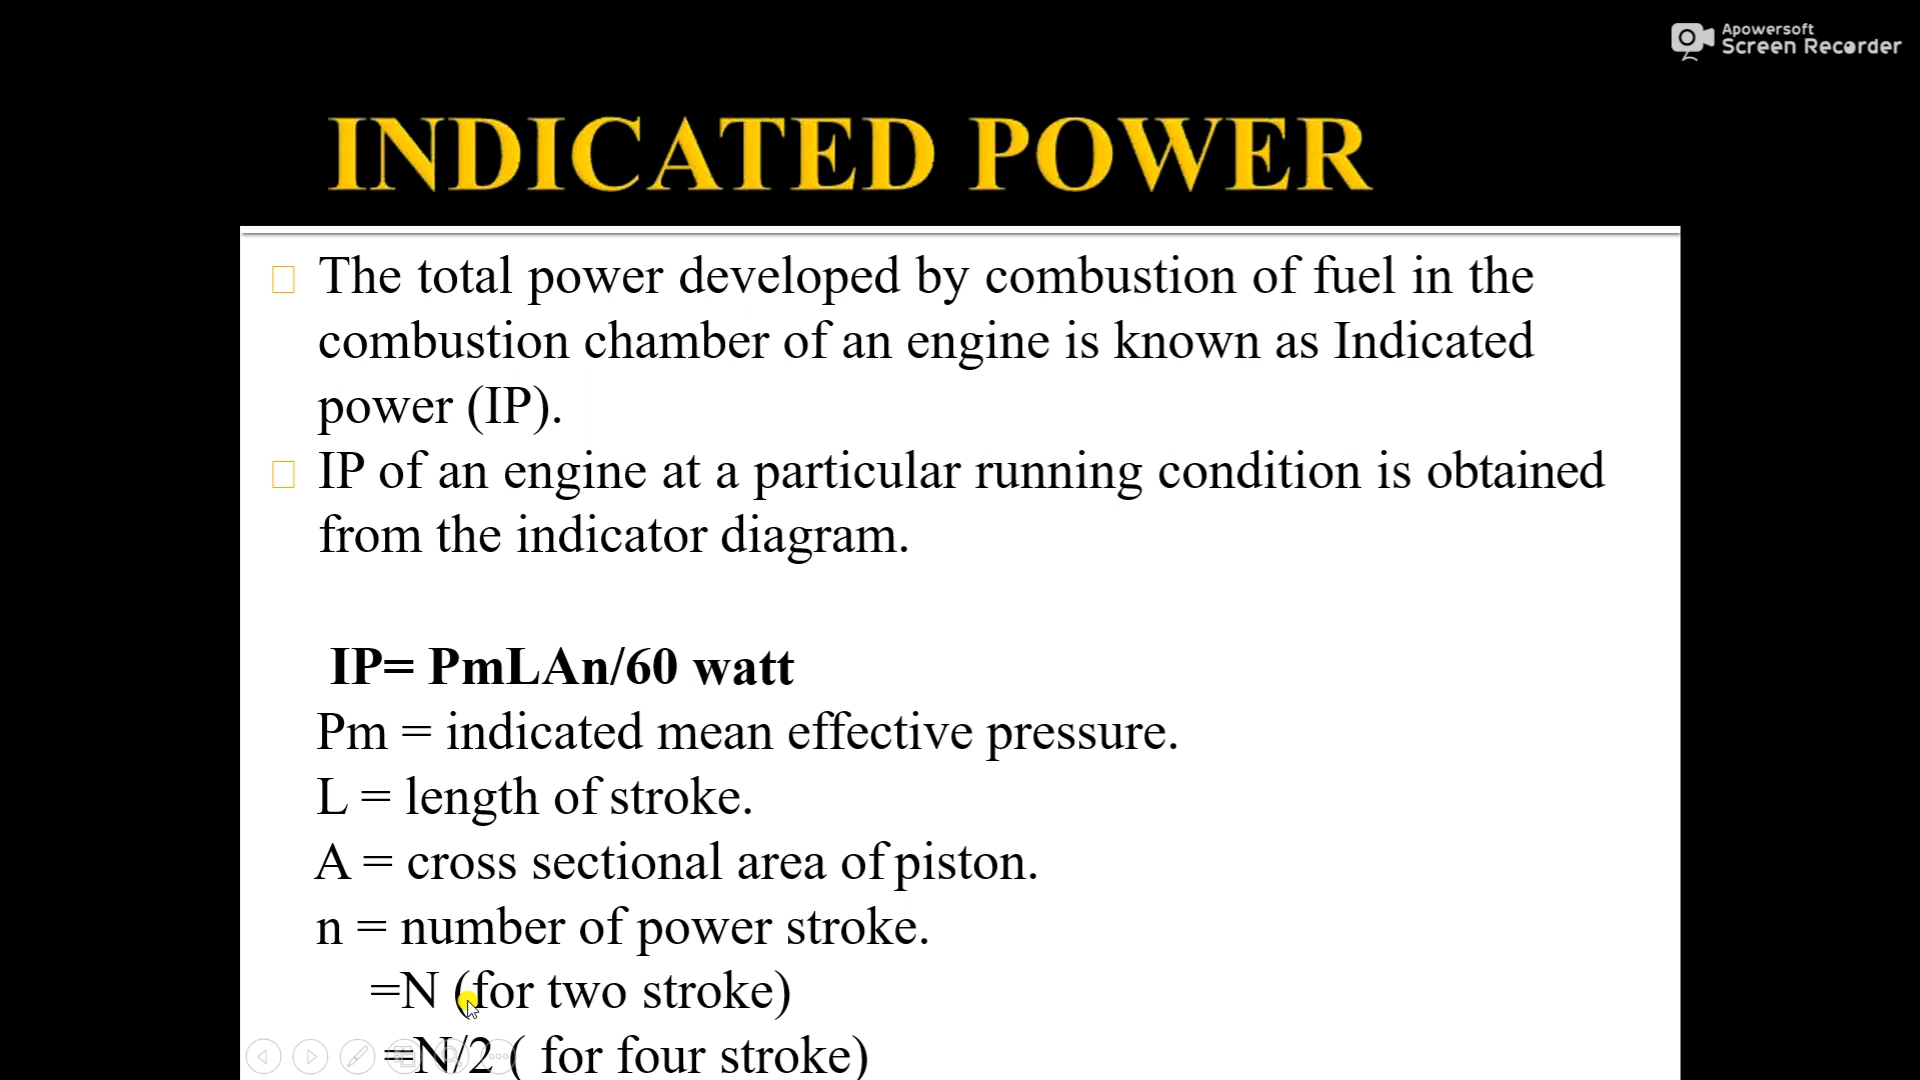 Apowersoft
Screen Recorder
INDICATED POWER
The total power developed by combustion of fuel in the
combustion chamber of an engine is known as Indicated
power (IP).
IP of an engine at a particular running condition is obtained
from the indicator diagram.
IP= PmLAn/60 watt
Pm = indicated mean effective pressure.
L = length of stroke.
A = cross sectional area of piston.
n = number of power stroke.
=N (for two stroke)
=N/2 ( for four stroke)